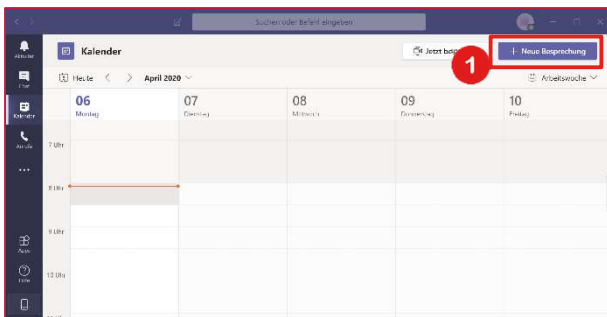 Suchen oder Befehl eingeben
Aktivität
Kalender
Jetzt
1
+ Neue Besprechung
Chat
Heute < > April 2020
Arbeitswoche
Kalender
06
Montag
07
Dienstag
08
Mittwoch
09
Donnerstag
10
Freitag
Anrufe
7 Uhr
...
8 Uhr
9 Uhr
Apps
Hilfe
10 Uhr